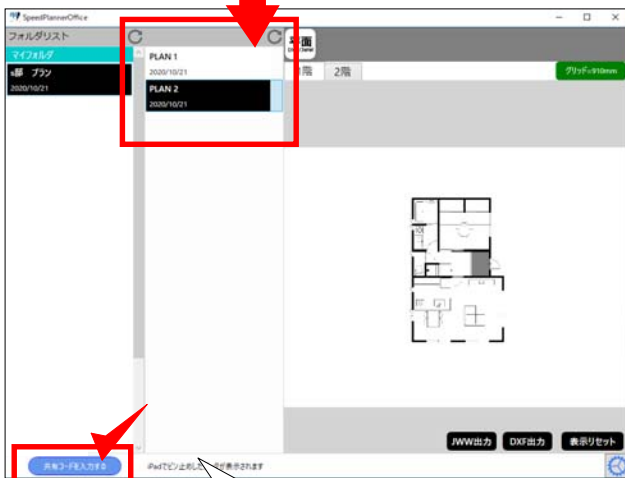 SpeedPlannerOffice
フォルダリスト
マイフォルダ
s邸 プラン
2020/10/21
PLAN 1
2020/10/21
PLAN 2
2020/10/21
平面
階
2階
グリッド=910mm
JWW出力
DXF出力
表示リセット
共有コードを入力する
iPadでピン止めした
が表示されます